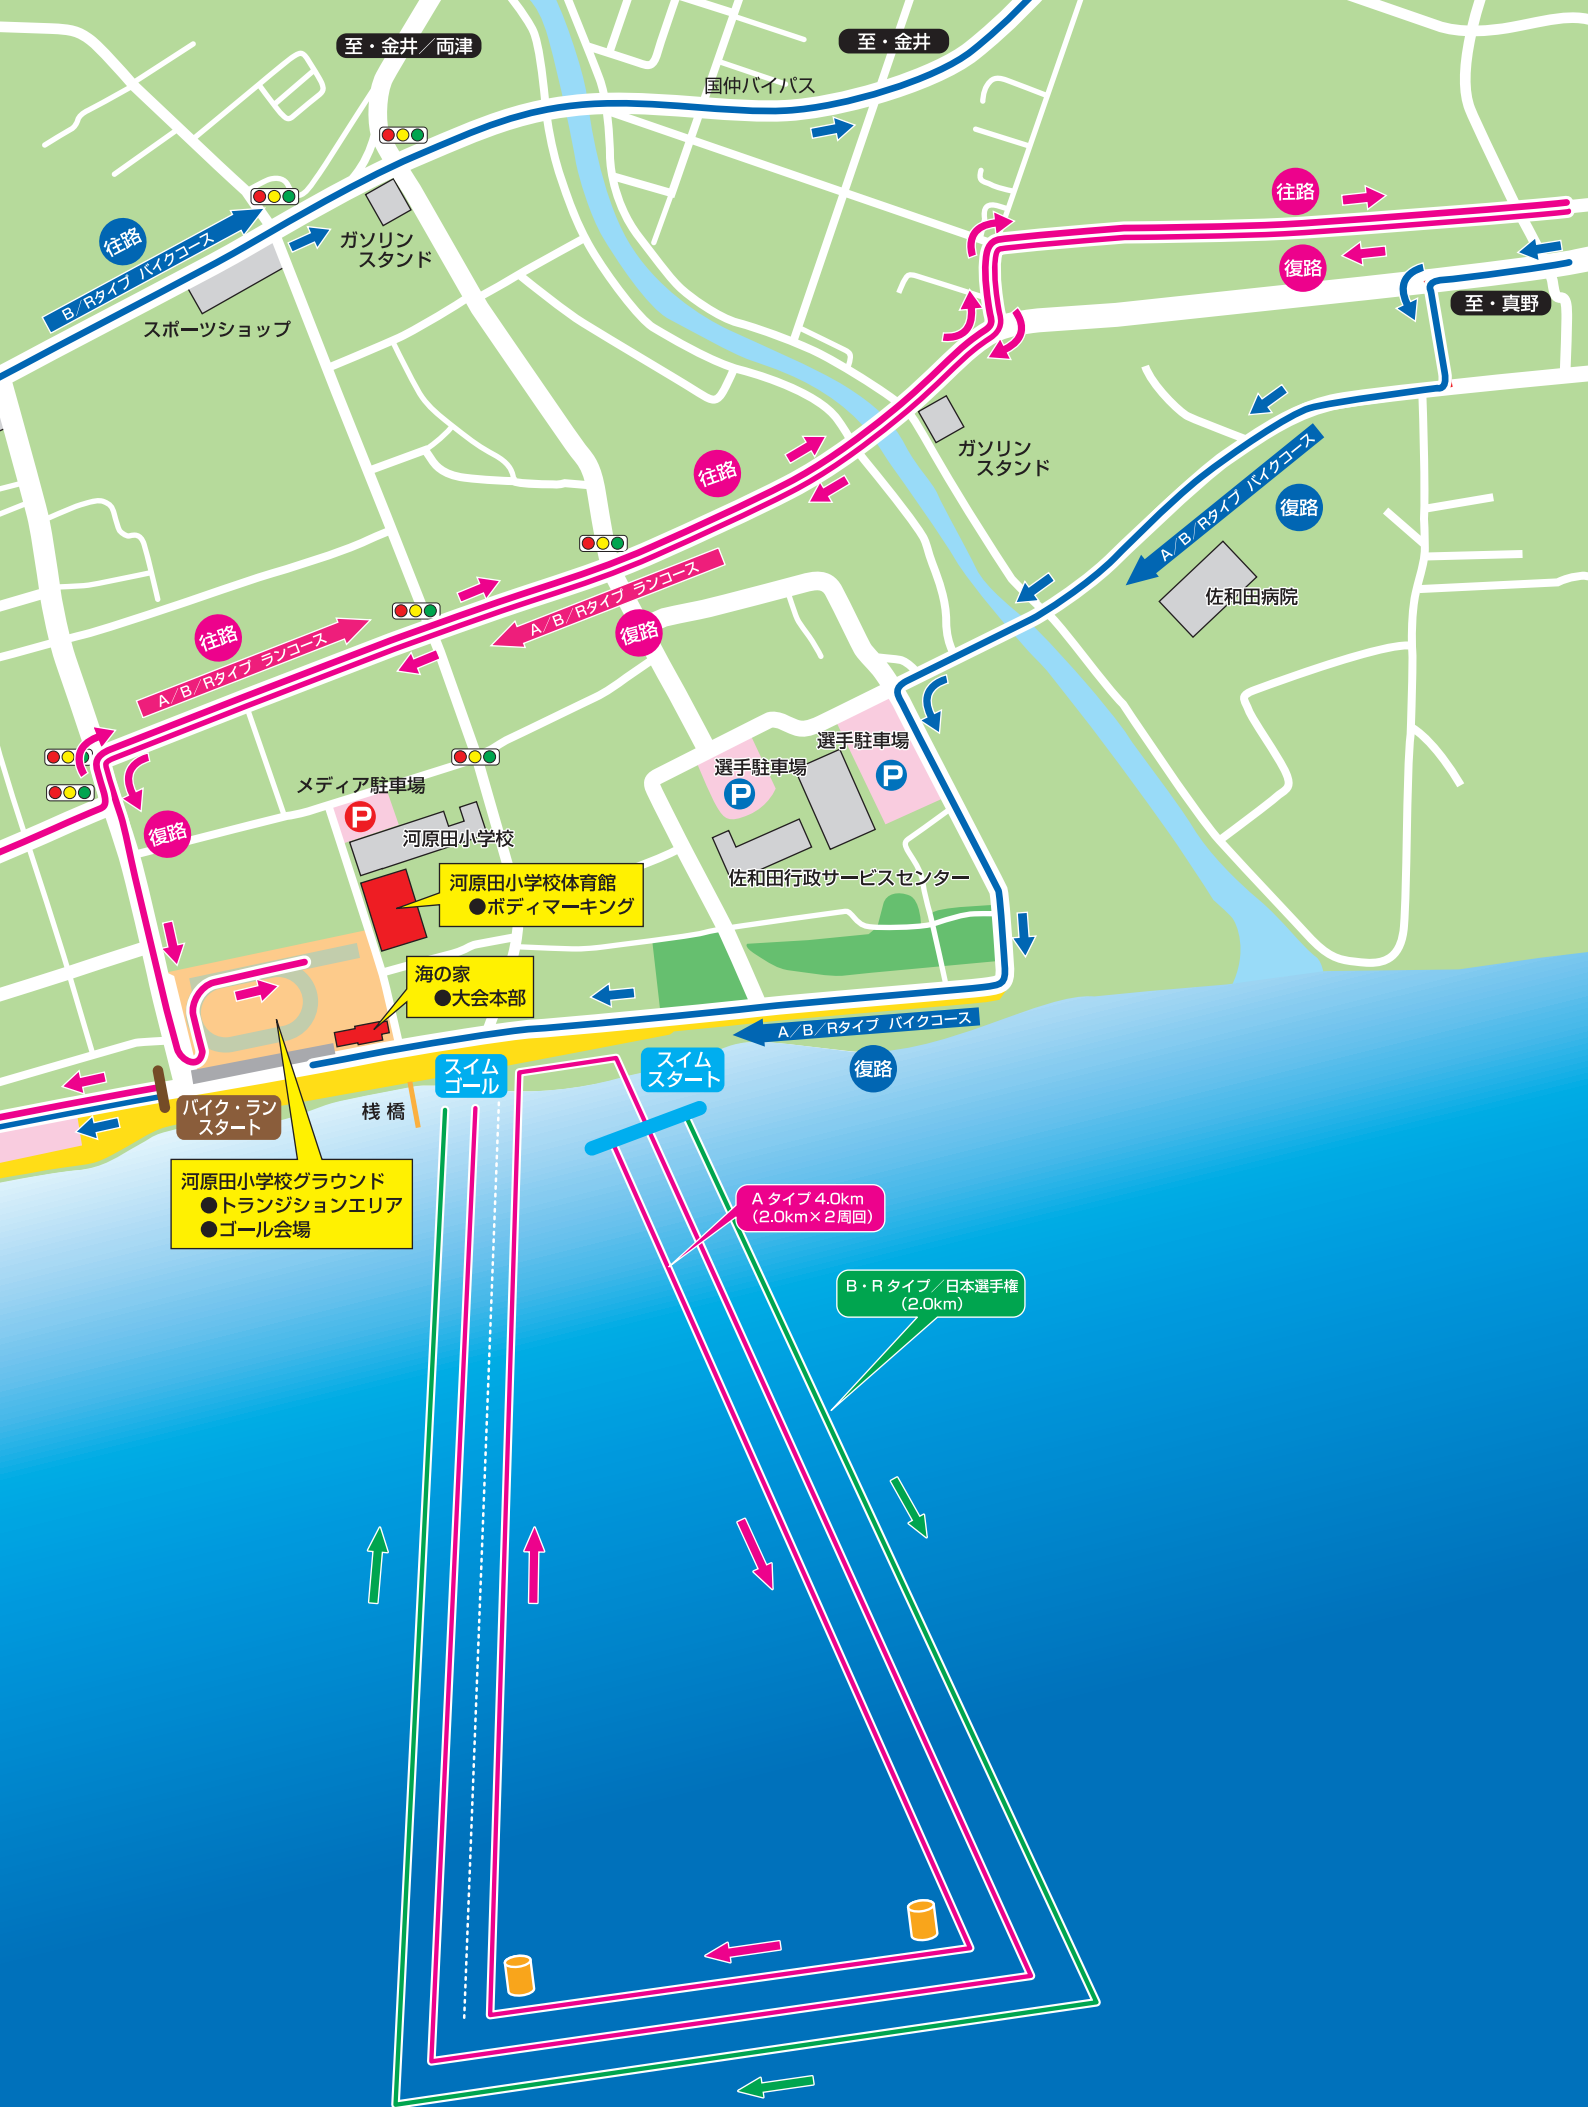 至・金井／両津
至・金井
国仲バイパス
往路
B／Rタイプ バイクコース
ガソリン
スタンド
スポーツショップ
往路
復路
至・真野
ガソリン
スタンド
往路
A／B／Rタイプ バイクコース
復路
佐和田病院
A／B／Rタイプ ランコース
復路
往路
A／B／Rタイプ ランコース
選手駐車場
P
選手駐車場
P
メディア駐車場
P
河原田小学校
復路
佐和田行政サービスセンター
河原田小学校体育館
●ボディマーキング
海の家
●大会本部
A／B／Rタイプ バイクコース
復路
スイム
ゴール
スイム
スタート
桟橋
バイク・ラン
スタート
河原田小学校グラウンド
●トランジションエリア
●ゴール会場
Aタイプ4.0km
（2.0km×2周回）
B・Rタイプ／日本選手権
（2.0km）